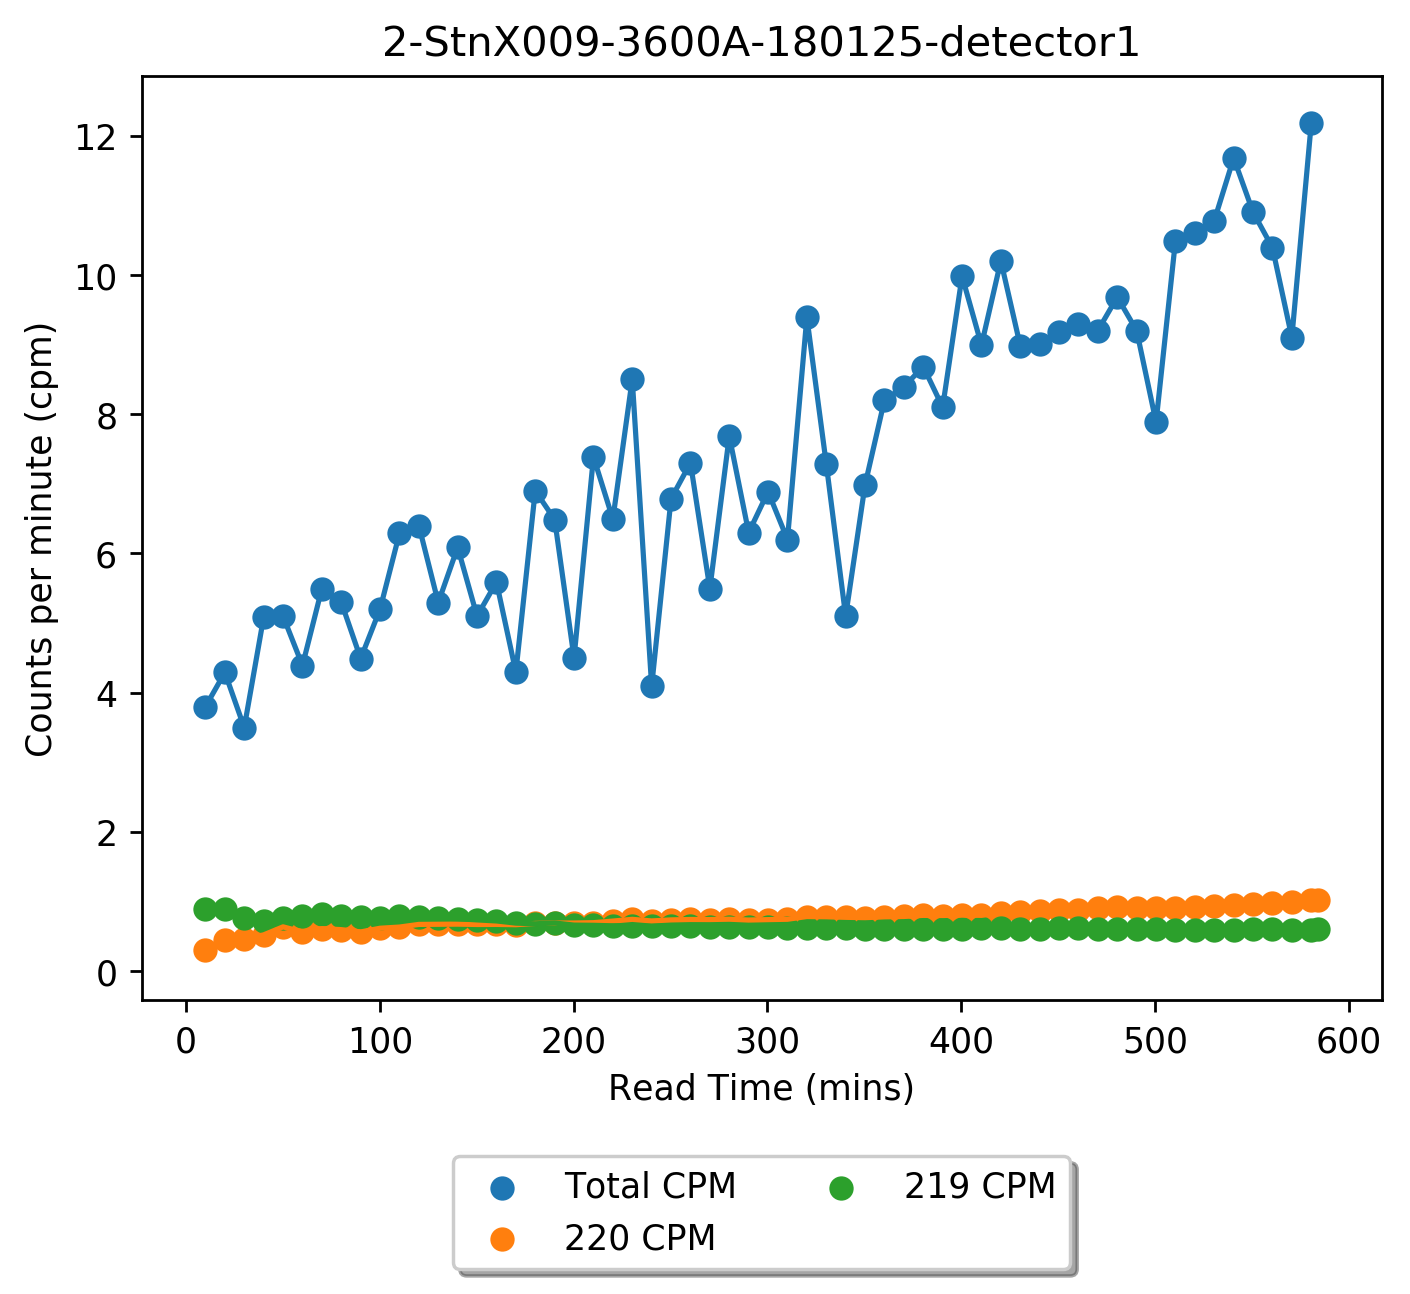 2-StnX009-3600A-180125-detector1
12
10
8
6
4
2
0
Counts per minute (cpm)
0 100 200 300 400 500 600
Read Time (mins)
Total CPM 219 CPM
220 CPM